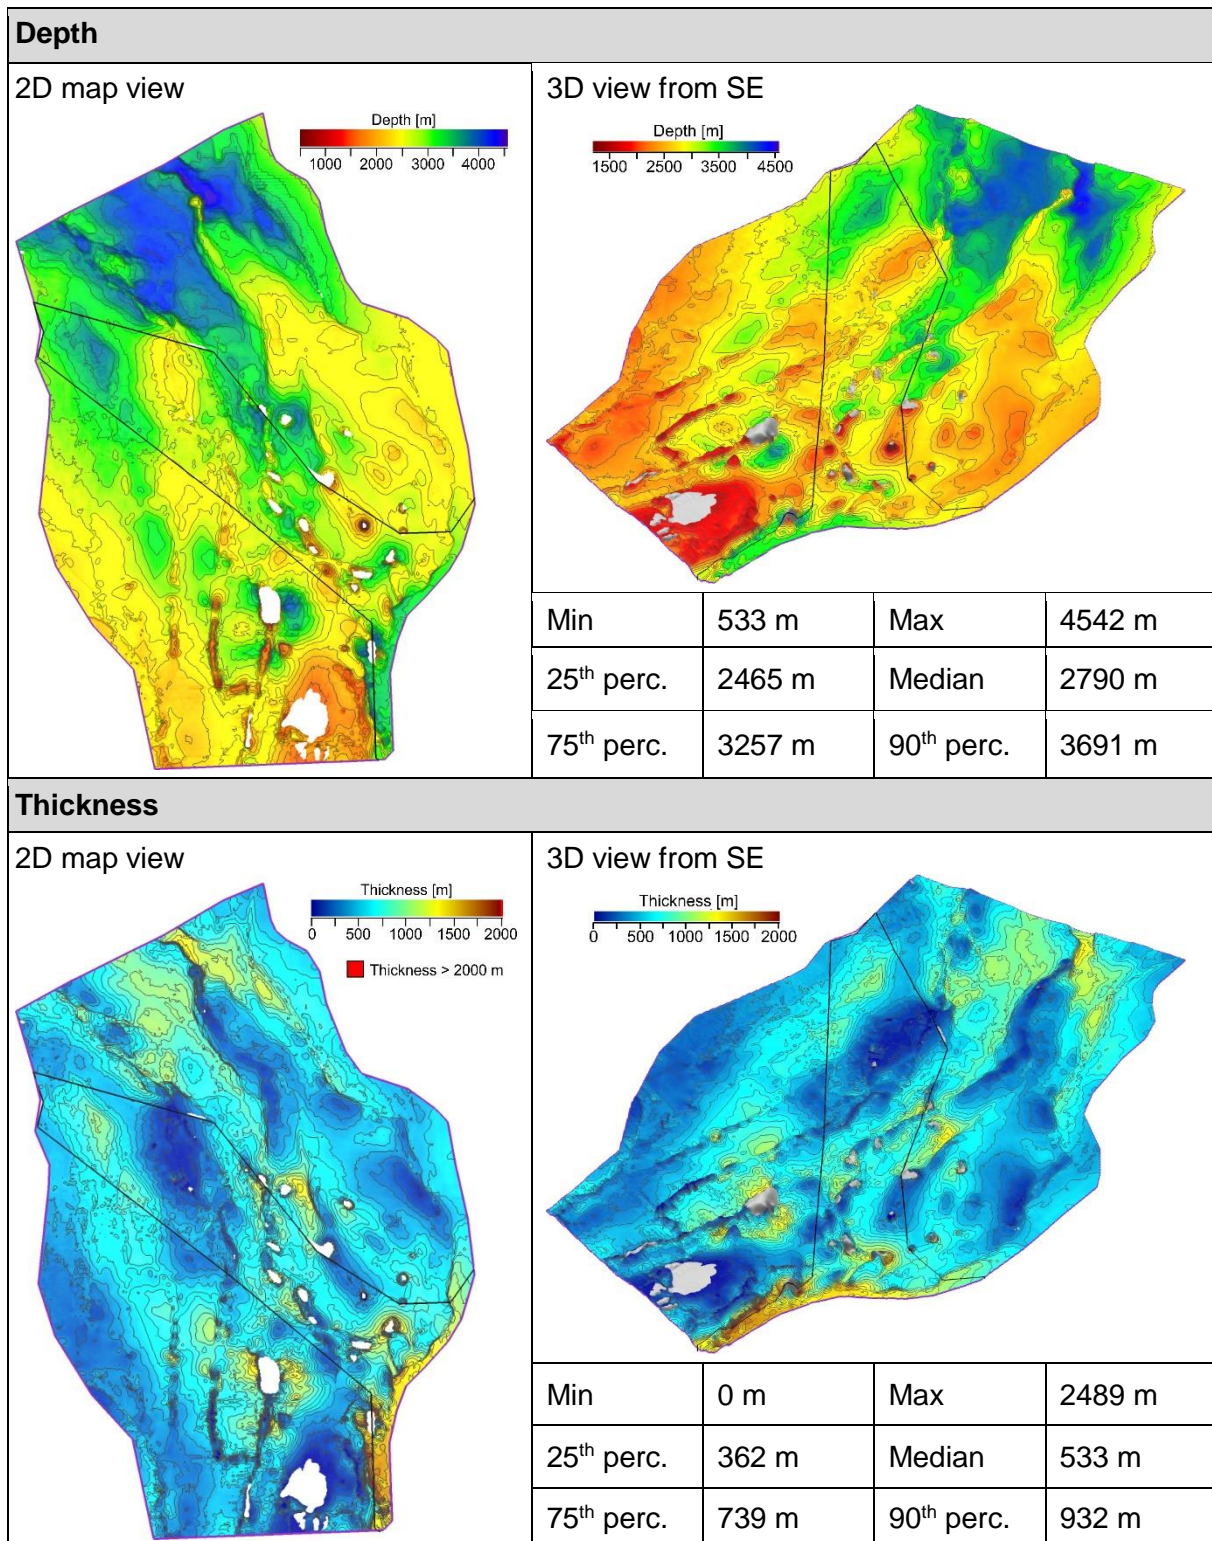 Depth
2D map view
Depth [m]
1000 2000 3000 4000
3D view from SE
Depth [m]
1500 2500 3500 4500
Min 533 m Max 4542 m
25th perc. 2465 m Median 2790 m
75th perc. 3257 m 90th perc. 3691 m
Thickness
2D map view
Thickness [m]
0 500 1000 1500 2000
Thickness > 2000 m
3D view from SE
Thickness [m]
0 500 1000 1500 2000
Min 0 m Max 2489 m
25th perc. 362 m Median 533 m
75th perc. 739 m 90th perc. 932 m